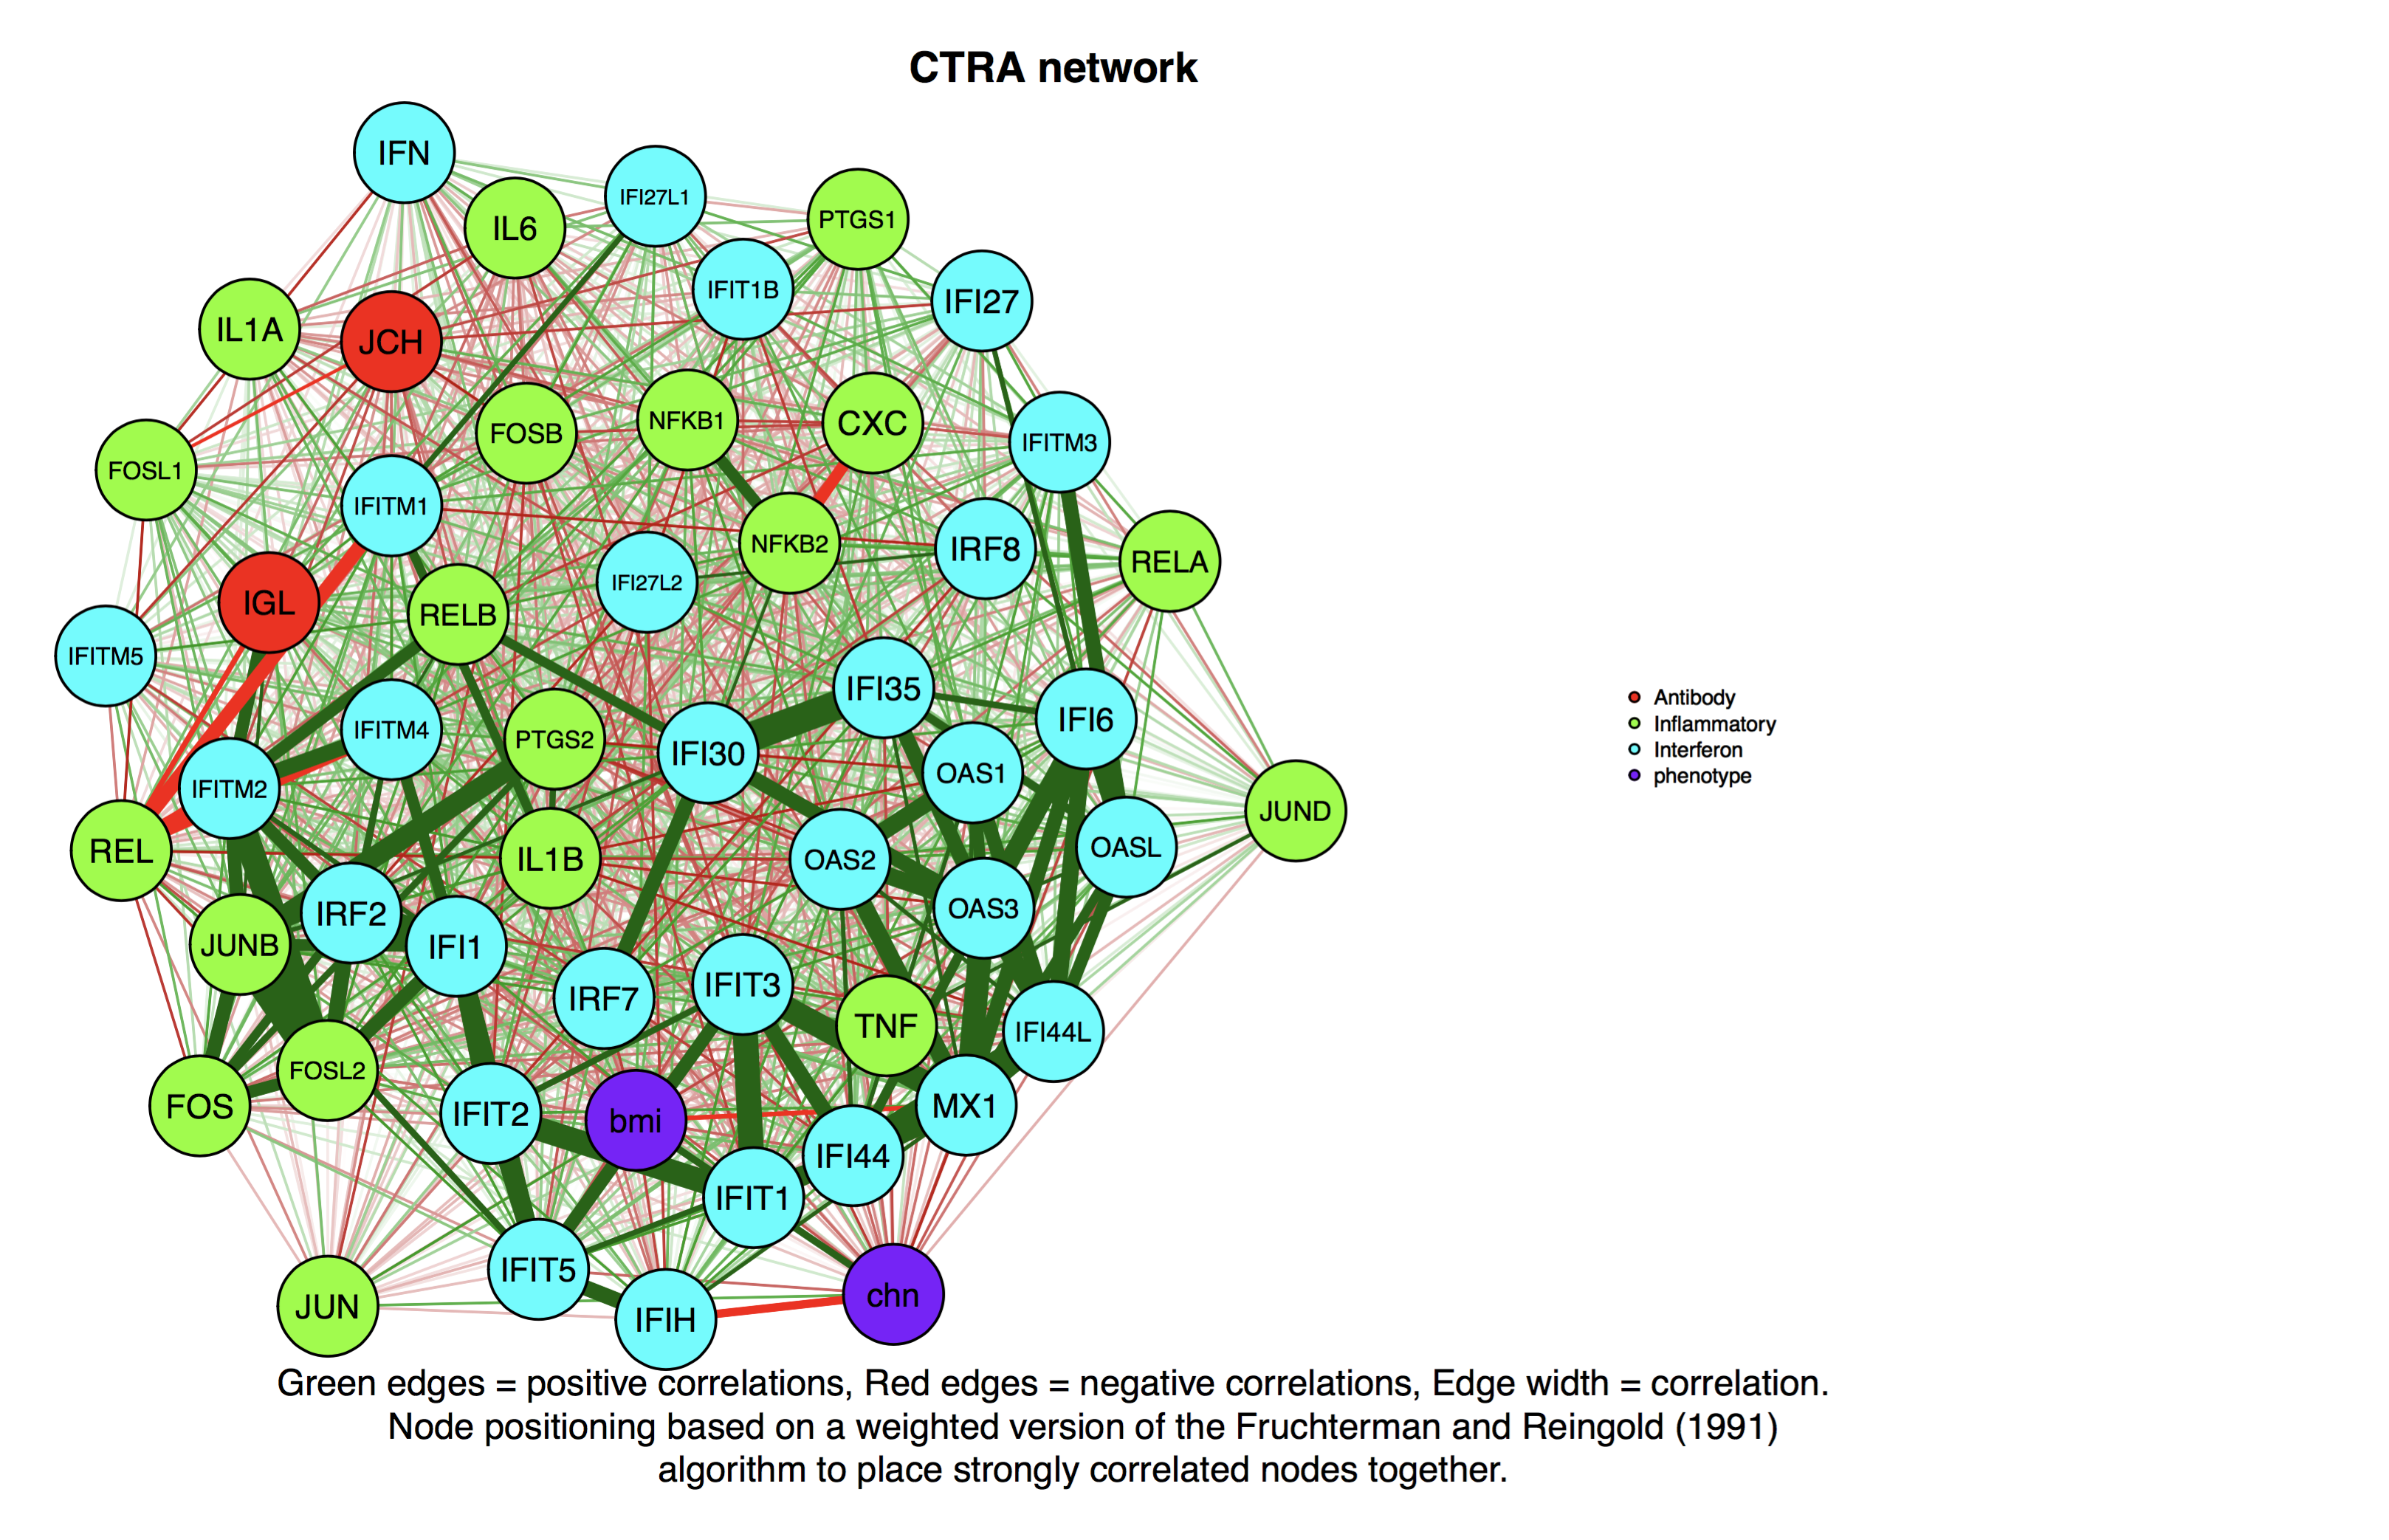 CTRA network
IFN
IFI27L1
PTGS1
IL6
IFIT1B
IFI27
IL1A
JCH
NFKB1
CXC
FOSB
IFITM3
FOSL1
IFITM1
NFKB2
IRF8
RELA
IFI27L2
IGL
RELB
IFITM5
IFI35
IFI6
IFITM4
PTGS2
IFI30
OAS1
IFITM2
JUND
REL
IL1B
OAS2
OASL
OAS3
IRF2
JUNB
IFI1
IRF7
IFIT3
TNF
IFI44L
FOSL2
FOS
IFIT2
bmi
MX1
IFI44
IFIT1
IFIT5
chn
JUN
IFIH
Antibody
Inflammatory
Interferon
phenotype
Green edges = positive correlations, Red edges = negative correlations, Edge width = correlation.
Node positioning based on a weighted version of the Fruchterman and Reingold (1991)
algorithm to place strongly correlated nodes together.